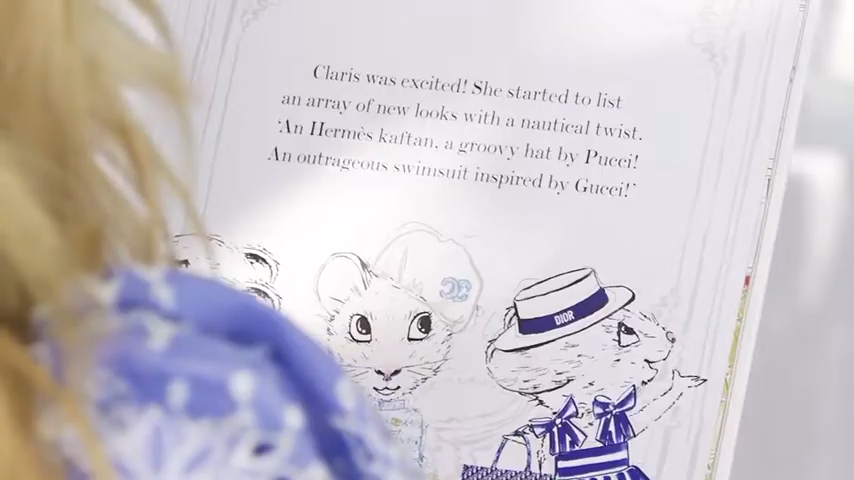 Claris was excited! She started to list
an array of new looks with a nautical twist.
‘An Hermès kaftan, a groovy hat by Pucci!
An outrageous swimsuit inspired by Gucci!’
DIOR